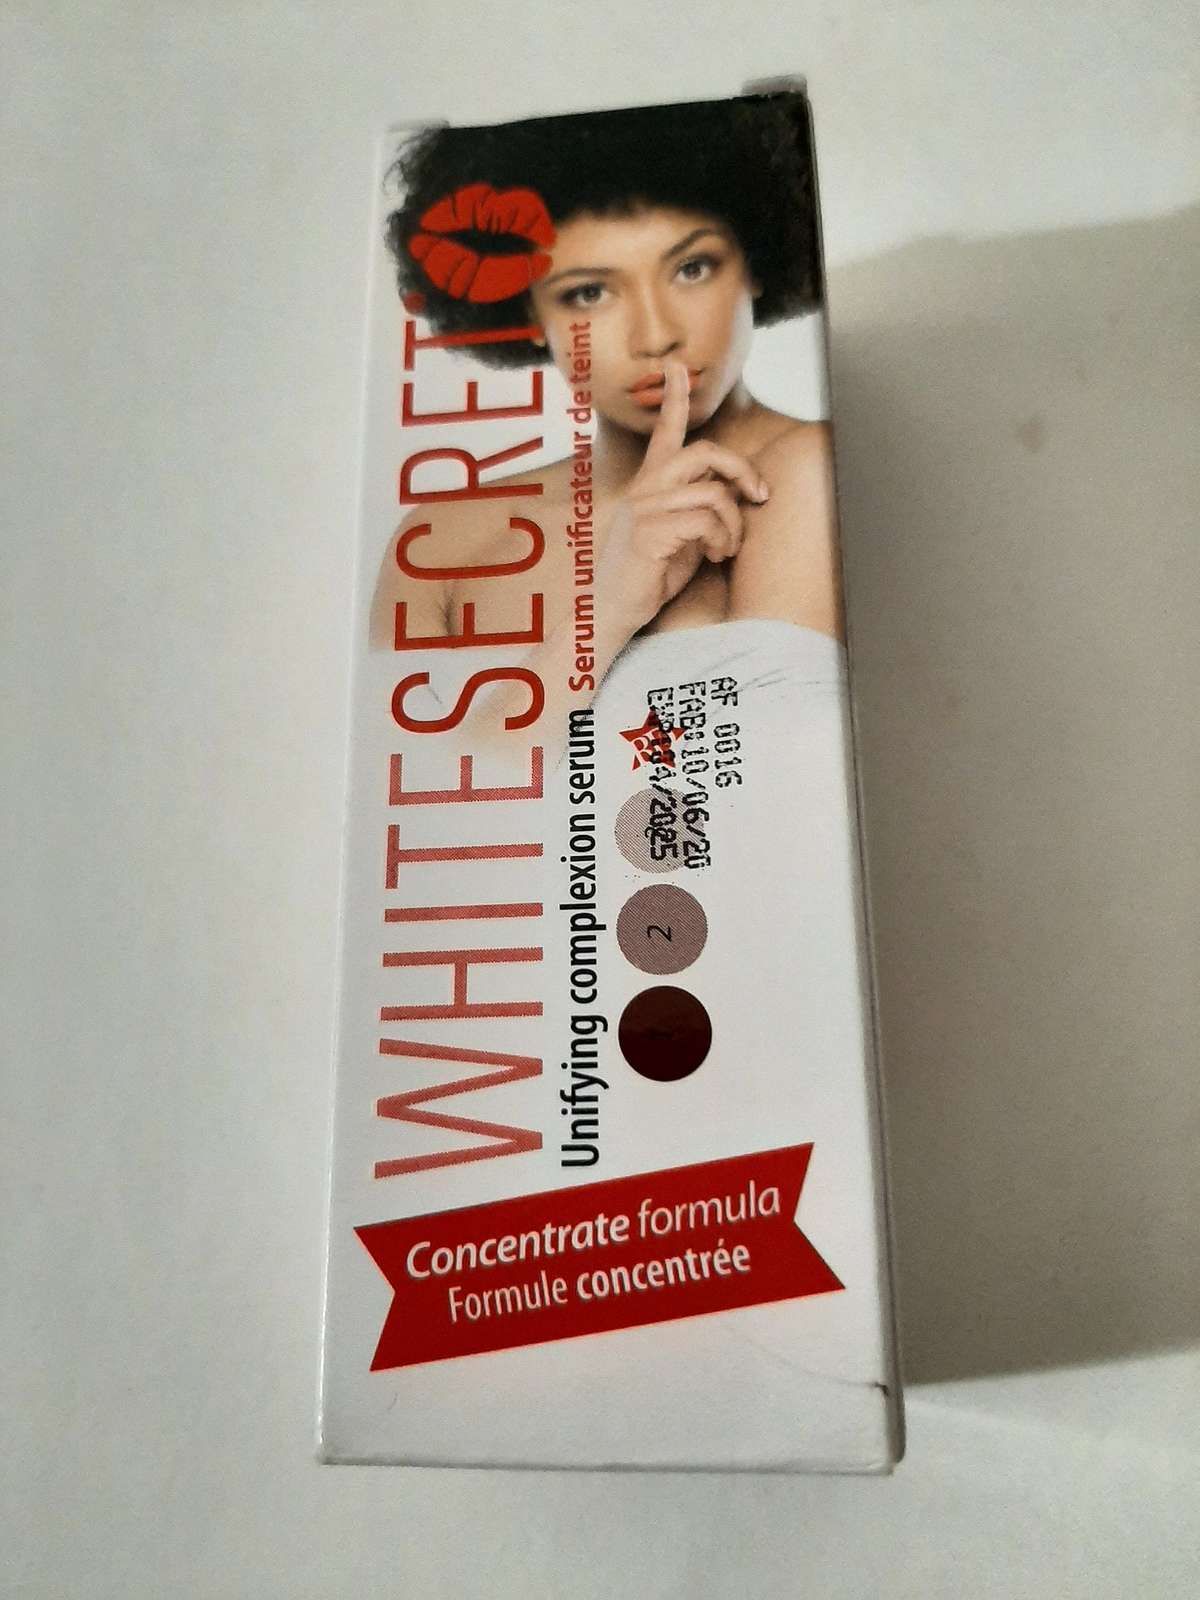 WHITESECRET
Unifying complexion serum Serum unificateur de teint
2
AF 0016
FAB:10/06/20
Concentrate formula
Formule concentrée